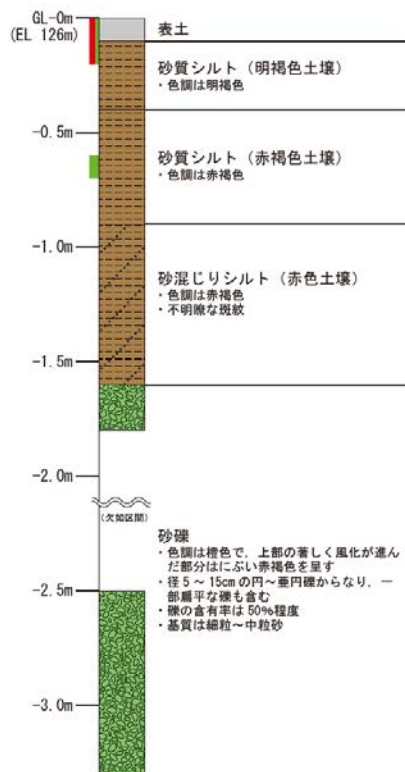 GL-0m
(EL 126m)
表土
砂質シルト（明褐色土壌）
・色調は明褐色
-0.5m
砂質シルト（赤褐色土壌）
・色調は赤褐色
-1.0m
砂混じりシルト（赤色土壌）
・色調は赤褐色
・不明瞭な斑紋
-1.5m
-2.0m
(欠如区間)
砂礫
・色調は橙色で，上部の著しく風化が進ん
だ部分はにぶい赤褐色を呈す
・径5～15cmの円～亜円礫からなり，一
部扁平な礫も含む
・礫の含有率は50%程度
・基質は細粒～中粒砂
-2.5m
-3.0m